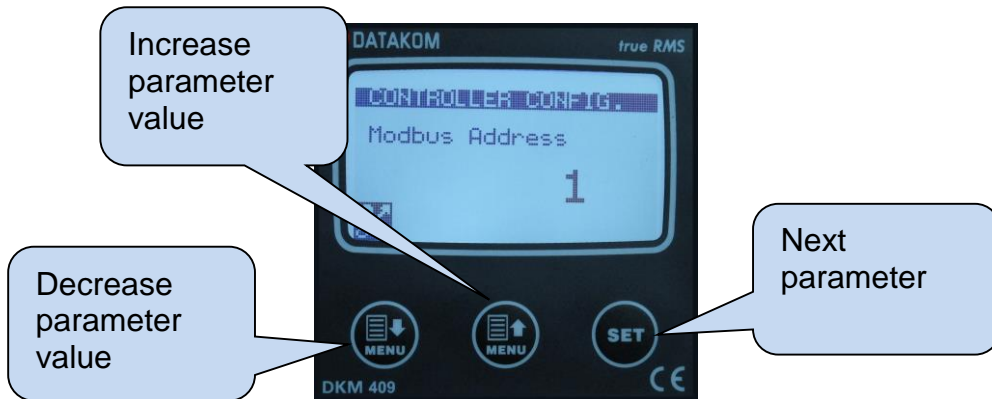 Increase
parameter
value
DATAKOM
true RMS
CONTROLLER CONFIG.
Modbus Address
1
Next
parameter
Decrease
parameter
value
MENU
MENU
SET
DKM 409
CE